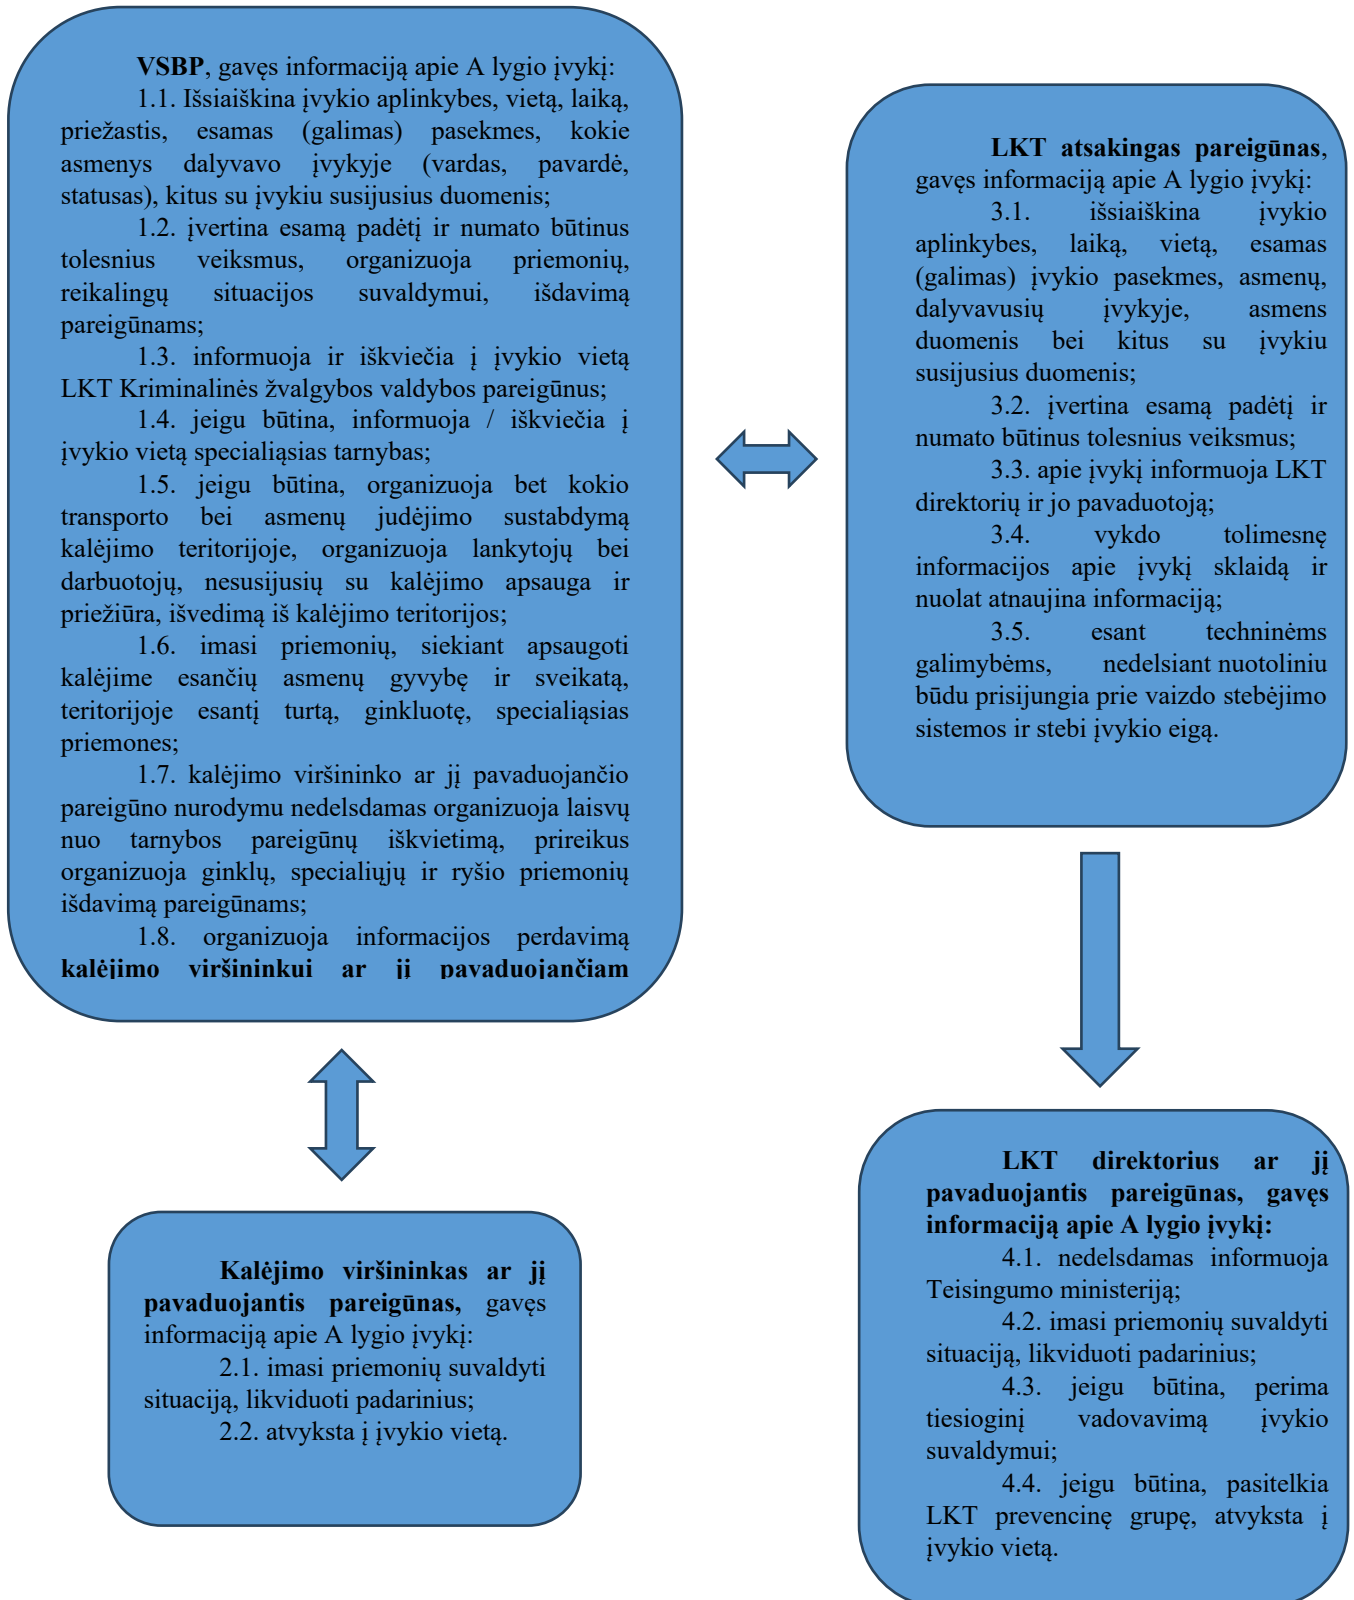 VSBP, gavęs informaciją apie A lygio įvykį:
1.1. Išsiaiškina įvykio aplinkybes, vietą, laiką,
priežastis, esamas (galimas) pasekmes, kokie
asmenys dalyvavo įvykyje (vardas, pavardė,
statusas), kitus su įvykiu susijusius duomenis;
1.2. įvertina esamą padėtį ir numato būtinus
tolesnius veiksmus, organizuoja priemonių,
reikalingų situacijos suvaldymui, išdavimą
pareigūnams;
1.3. informuoja ir iškviečia į įvykio vietą
LKT Kriminalinės žvalgybos valdybos pareigūnus;
1.4. jeigu būtina, informuoja / iškviečia į
įvykio vietą specialiąsias tarnybas;
1.5. jeigu būtina, organizuoja bet kokio
transporto bei asmenų judėjimo sustabdymą
kalėjimo teritorijoje, organizuoja lankytojų bei
darbuotojų, nesusijusių su kalėjimo apsauga ir
priežiūra, išvedimą iš kalėjimo teritorijos;
1.6. imasi priemonių, siekiant apsaugoti
kalėjime esančių asmenų gyvybę ir sveikatą,
teritorijoje esantį turtą, ginkluotę, specialiąsias
priemones;
1.7. kalėjimo viršininko ar jį pavaduojančio
pareigūno nurodymu nedelsdamas organizuoja laisvų
nuo tarnybos pareigūnų iškvietimą, prireikus
organizuoja ginklų, specialiųjų ir ryšio priemonių
išdavimą pareigūnams;
1.8. organizuoja informacijos perdavimą
kalėjimo viršininkui ar jį pavaduojančiam
LKT atsakingas pareigūnas,
gavęs informaciją apie A lygio įvykį:
3.1. išsiaiškina įvykio
aplinkybes, laiką, vietą, esamas
(galimas) įvykio pasekmes, asmenų,
dalyvavusių įvykyje, asmens
duomenis bei kitus su įvykiu
susijusius duomenis;
3.2. įvertina esamą padėtį ir
numato būtinus tolesnius veiksmus;
3.3. apie įvykį informuoja LKT
direktorių ir jo pavaduotoją;
3.4. vykdo tolimesnę
informacijos apie įvykį sklaidą ir
nuolat atnaujina informaciją;
3.5. esant techninėms
galimybėms, nedelsiant nuotoliniu
būdu prisijungia prie vaizdo stebėjimo
sistemos ir stebi įvykio eigą.
Kalėjimo viršininkas ar jį
pavaduojantis pareigūnas, gavęs
informaciją apie A lygio įvykį:
2.1. imasi priemonių suvaldyti
situaciją, likviduoti padarinius;
2.2. atvyksta į įvykio vietą.
LKT direktorius ar jį
pavaduojantis pareigūnas, gavęs
informaciją apie A lygio įvykį:
4.1. nedelsdamas informuoja
Teisingumo ministeriją;
4.2. imasi priemonių suvaldyti
situaciją, likviduoti padarinius;
4.3. jeigu būtina, perima
tiesioginį vadovavimą įvykio
suvaldymui;
4.4. jeigu būtina, pasitelkia
LKT prevencinę grupę, atvyksta į
įvykio vietą.